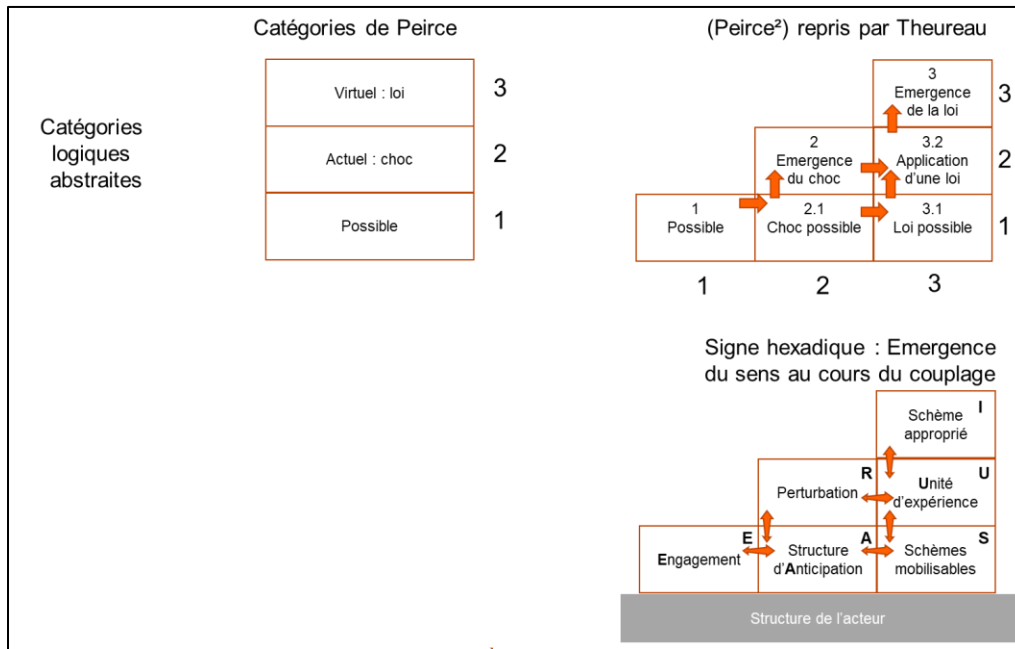 Catégories de Peirce
Virtuel : loi
3
Actuel : choc
2
Possible
1
Catégories
logiques
abstraites
(Peirce²) repris par Theureau
3
Emergence
de la loi
3
2
Emergence
du choc
3.2
Application
d'une loi
2
1
Possible
2.1
Choc possible
3.1
Loi possible
1
1
2
3
Signe hexadique : Emergence
du sens au cours du couplage
I
Schème
approprié
R
Perturbation
U
Unité
d'expérience
E
Engagement
A
Structure
d'Anticipation
S
Schèmes
mobilisables
Structure de l'acteur